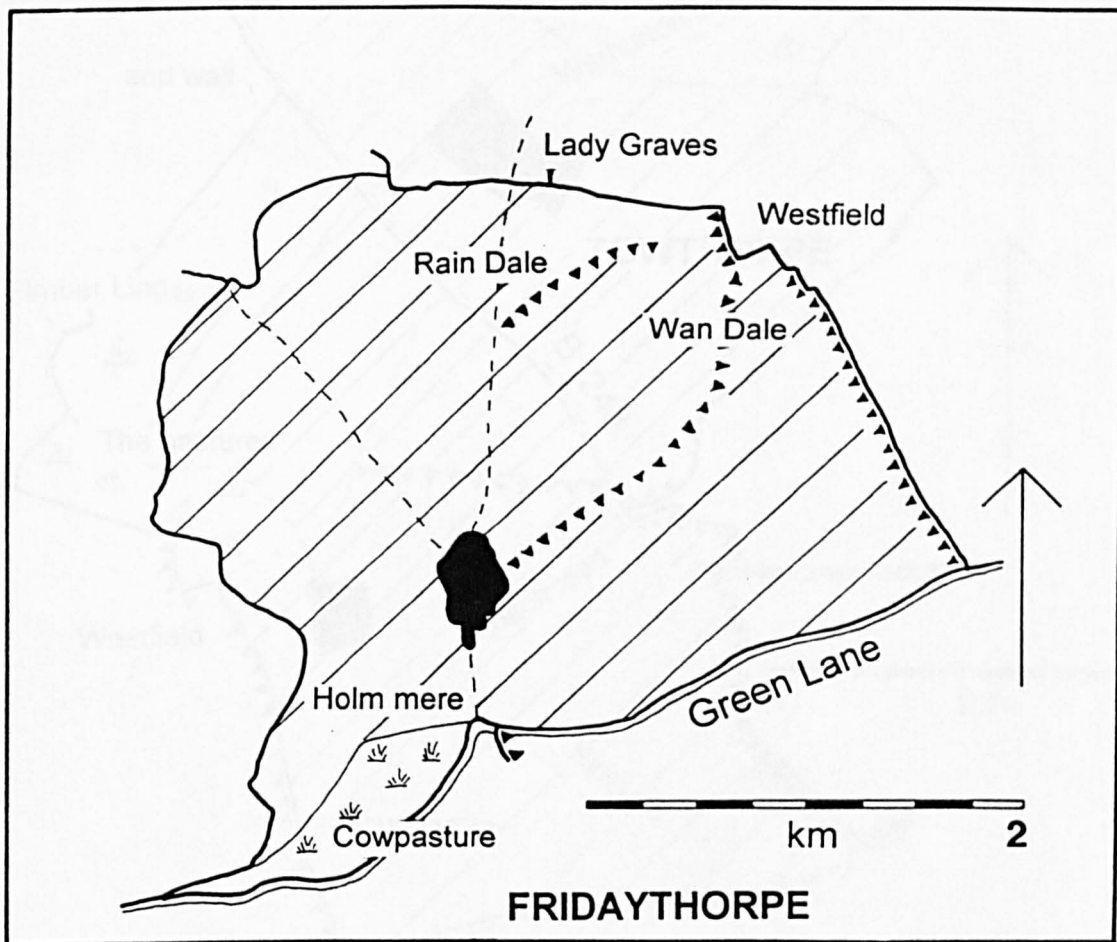 Lady Graves
Westfield
Rain Dale
Wan Dale
Holm mere
Green Lane
Cowpasture
km 2
FRIDAYTHORPE